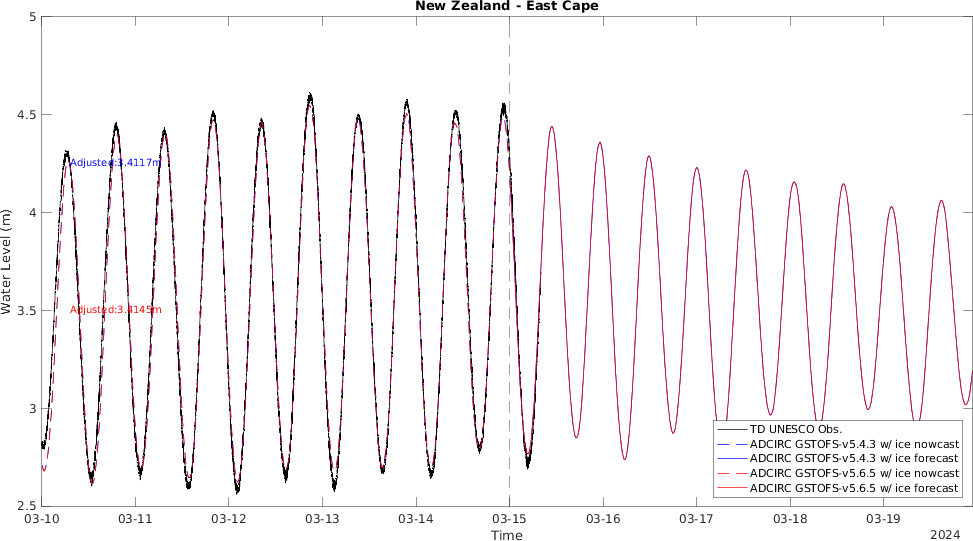 New Zealand - East Cape
5
4.5
4
3.5
3
2.5
Water Level (m)
Adjusted:3.4117m
Adjusted:3.4145m
TD UNESCO Obs.
ADCIRC GSTOFS-v5.4.3 w/ ice nowcast
ADCIRC GSTOFS-v5.4.3 w/ ice forecast
ADCIRC GSTOFS-v5.6.5 w/ ice nowcast
ADCIRC GSTOFS-v5.6.5 w/ ice forecast
03-10 03-11 03-12 03-13 03-14 03-15 03-16 03-17 03-18 03-19
Time
2024